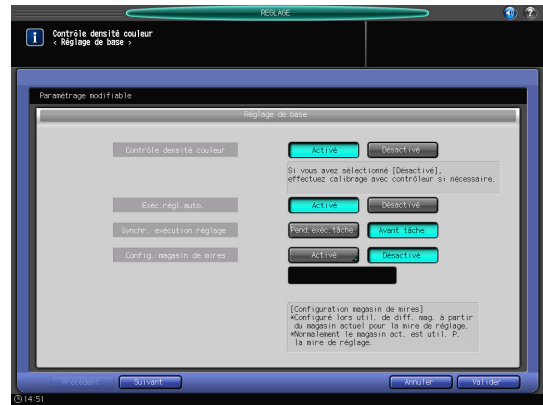 REGLAGE
Contrôle densité couleur
< Réglage de base >
Paramétrage modifiable
Réglage de base
Contrôle densité couleur
Activé
Désactivé
Si vous avez sélectionné [Désactivé],
effectuez calibrage avec contrôleur si nécessaire.
Exéc.régl.auto.
Activé
Désactivé
Synchr. exécution réglage
Pend.exéc.tâche
Avant tâche
Config. magasin de mires
Activé
Désactivé
[Configuration magasin de mires]
*Configuré lors util. de diff. mag. à partir
du magasin actuel pour la mire de réglage.
*Normalement le magasin act. est util. P.
la mire de réglage.
Précédent
Suivant
Annuler
Valider
14:51